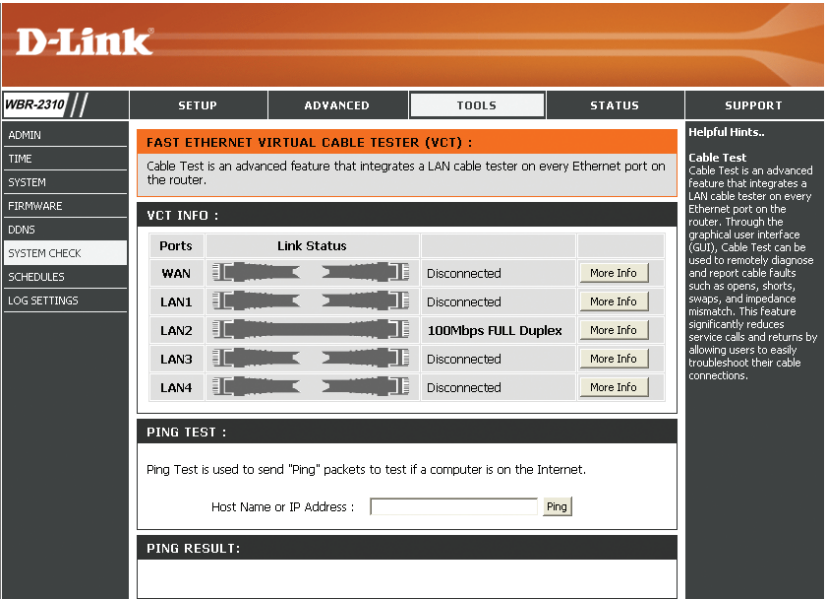 D-Link
WBR-2310
SETUP
ADVANCED
TOOLS
STATUS
SUPPORT
ADMIN
TIME
SYSTEM
FIRMWARE
DDNS
SYSTEM CHECK
SCHEDULES
LOG SETTINGS
FAST ETHERNET VIRTUAL CABLE TESTER (VCT) :
Cable Test is an advanced feature that integrates a LAN cable tester on every Ethernet port on
the router.
VCT INFO :
Ports Link Status
WAN Disconnected More Info
LAN1 Disconnected More Info
LAN2 100Mbps FULL Duplex More Info
LAN3 Disconnected More Info
LAN4 Disconnected More Info
PING TEST :
Ping Test is used to send "Ping" packets to test if a computer is on the Internet.
Host Name or IP Address : Ping
PING RESULT:
Helpful Hints..
Cable Test
Cable Test is an advanced
feature that integrates a
LAN cable tester on every
Ethernet port on the
router. Through the
graphical user interface
(GUI), Cable Test can be
used to remotely diagnose
and report cable faults
such as opens, shorts,
swaps, and impedance
mismatch. This feature
significantly reduces
service calls and returns by
allowing users to easily
troubleshoot their cable
connections.